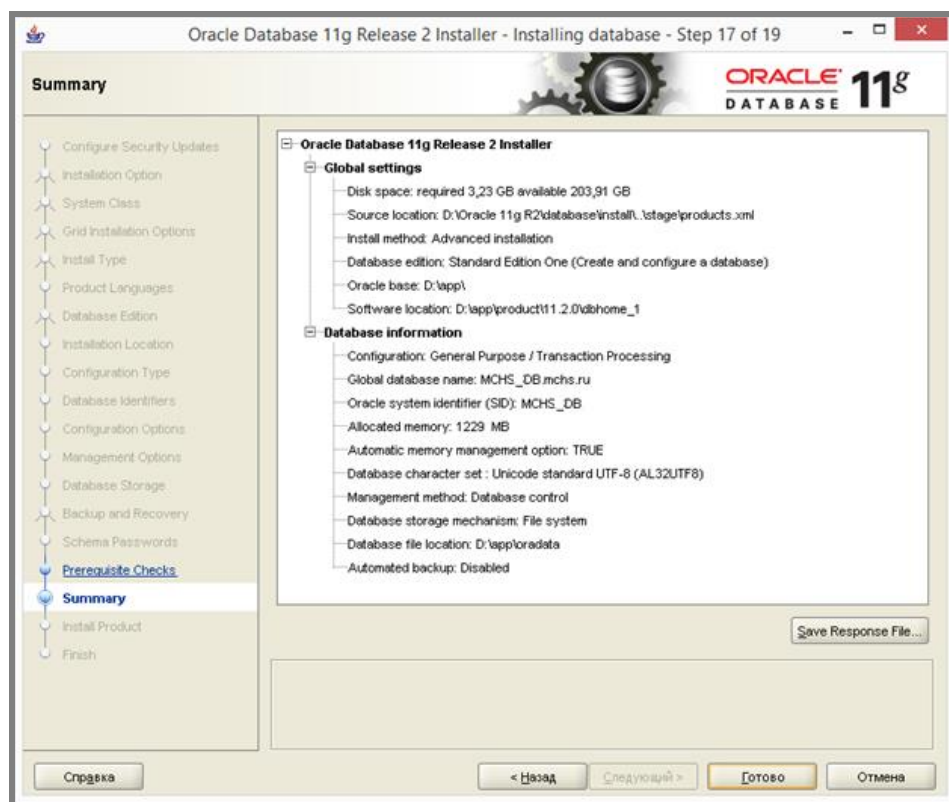 Oracle Database 11g Release 2 Installer - Installing database - Step 17 of 19
Summary
ORACLE
DATABASE
11g
Configure Security Updates
Installation Option
System Class
Grid Installation Options
Install Type
Product Languages
Database Edition
Installation Location
Configuration Type
Database Identifiers
Configuration Options
Management Options
Database Storage
Backup and Recovery
Schema Passwords
Prerequisite Checks
Summary
Install Product
Finish
Oracle Database 11g Release 2 Installer
Global settings
Disk space: required 3,23 GB available 203,91 GB
Source location: D:\Oracle 11g R2\database\install\..\stage\products.xml
Install method: Advanced installation
Database edition: Standard Edition One (Create and configure a database)
Oracle base: D:\app\
Software location: D:\app\product\11.2.0\dbhome_1
Database information
Configuration: General Purpose / Transaction Processing
Global database name: MCHS_DB.mchs.ru
Oracle system identifier (SID): MCHS_DB
Allocated memory: 1229 MB
Automatic memory management option: TRUE
Database character set : Unicode standard UTF-8 (AL32UTF8)
Management method: Database control
Database storage mechanism: File system
Database file location: D:\app\oradata
Automated backup: Disabled
Save Response File...
Справка
< Назад
Следующий >
Готово
Отмена